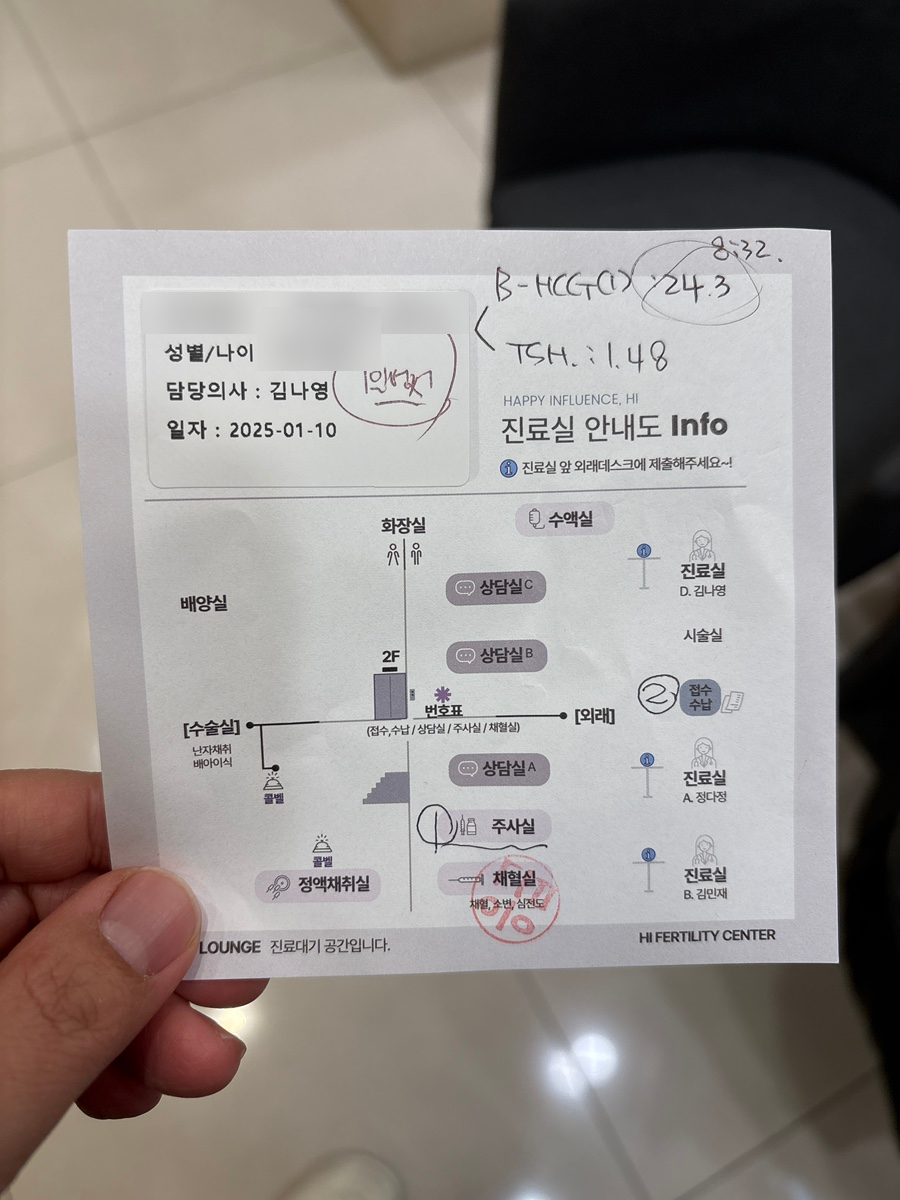 8:32.
B-HCG(1) : 24.3
TSH. : 1.48
성별/나이
담당의사 : 김나영
일자 : 2025-01-10
HAPPY INFLUENCE, HI
진료실 안내도 Info
i 진료실 앞 외래데스크에 제출해주세요~!
화장실
수액실
i
진료실
D. 김나영
상담실 C
배양실
시술실
상담실 B
2F
번호표
(접수,수납 / 상담실 / 주사실 / 채혈실)
[외래]
② 접수
수납
[수술실]
난자채취
배아이식
콜벨
상담실 A
i
진료실
A. 정다정
① 주사실
콜벨
정액채취실
채혈실
채혈, 소변, 심전도
i
진료실
B. 김민재
LOUNGE 진료대기 공간입니다.
HI FERTILITY CENTER